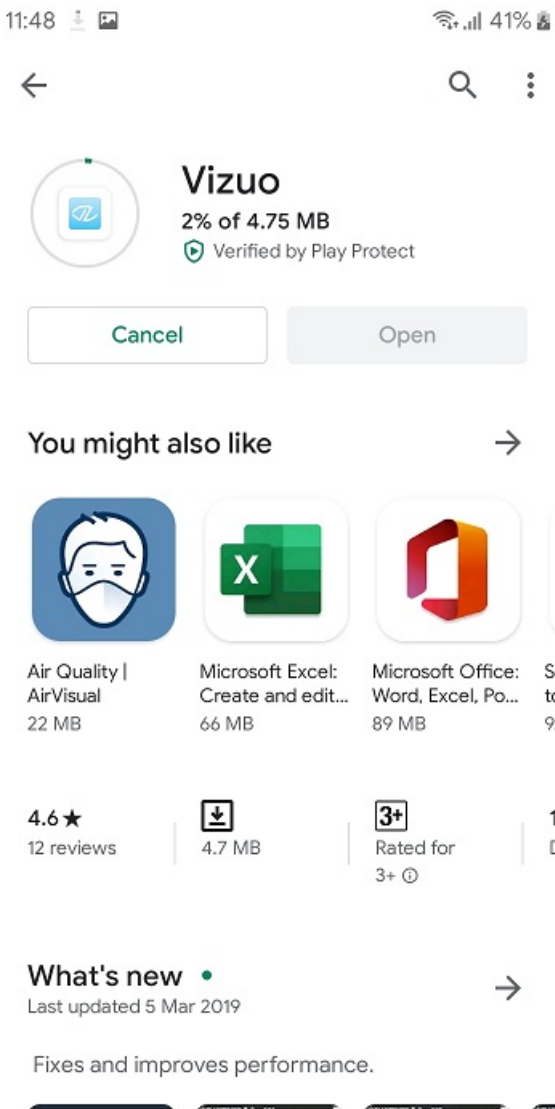 11:48
41%
Vizuo
2% of 4.75 MB
Verified by Play Protect
Cancel
Open
You might also like
Air Quality |
AirVisual
22 MB
X
Microsoft Excel:
Create and edit...
66 MB
Microsoft Office:
Word, Excel, Po...
89 MB
4.6★
12 reviews
4.7 MB
3+
Rated for
3+
What's new
Last updated 5 Mar 2019
Fixes and improves performance.